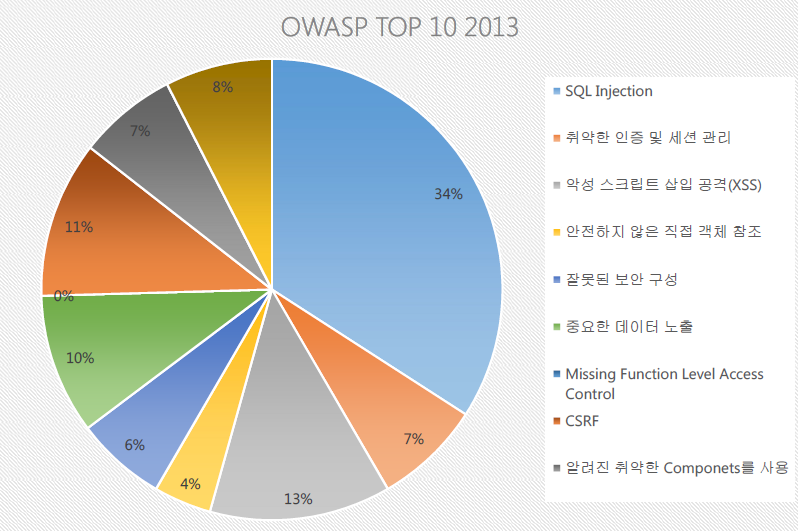 OWASP TOP 10 2013
8%
7%
34%
11%
0%
10%
6%
4%
13%
7%
SQL Injection
취약한 인증 및 세션 관리
악성 스크립트 삽입 공격(XSS)
안전하지 않은 직접 객체 참조
잘못된 보안 구성
중요한 데이터 노출
Missing Function Level Access
Control
CSRF
알려진 취약한 Componets를 사용